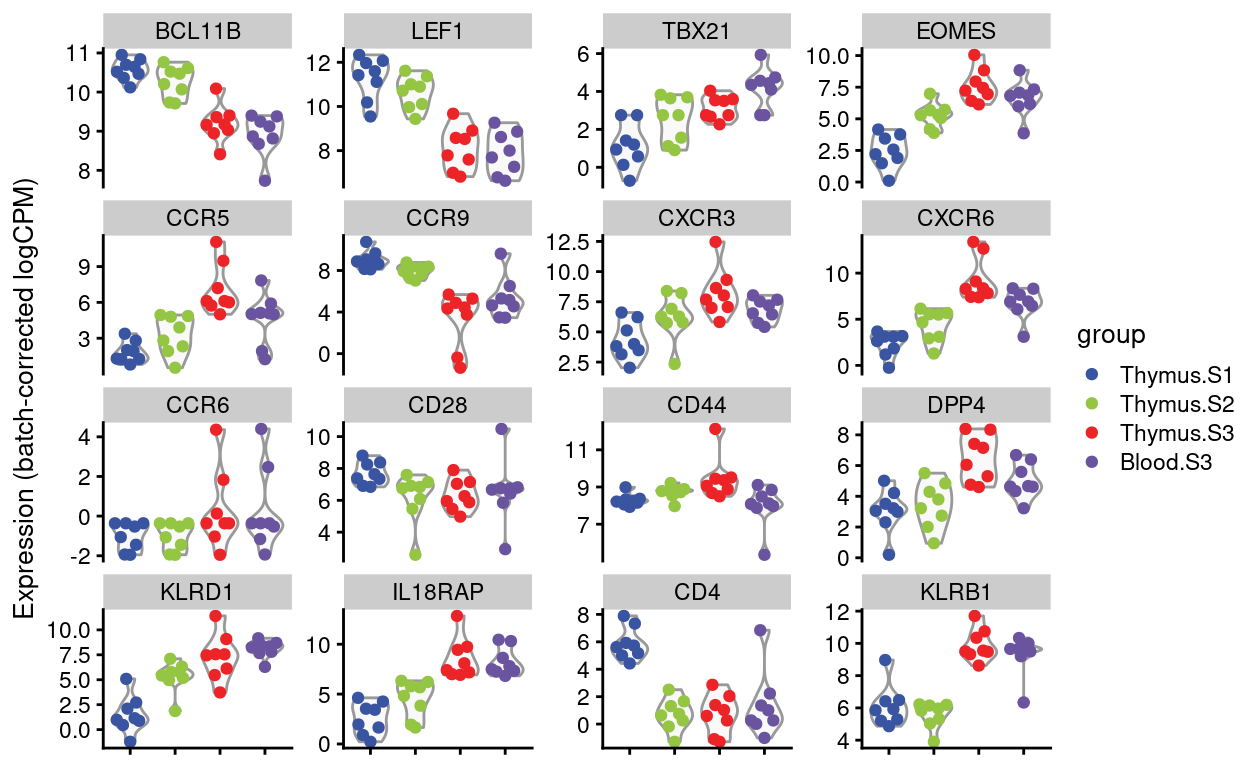 BCL11B LEF1 TBX21 EOMES
11 10 9 8
12 10 8
6 4 2 0
10.0 7.5 5.0 2.5 0.0
CCR5 CCR9 CXCR3 CXCR6
9 6 3
8 4 0
12.5 10.0 7.5 5.0 2.5
10 5 0
CCR6 CD28 CD44 DPP4
4 2 0 -2
10 8 6 4
11 9 7
8 6 4 2 0
KLRD1 IL18RAP CD4 KLRB1
10.0 7.5 5.0 2.5 0.0
10 5 0
8 6 4 2 0
12 10 8 6 4
Expression (batch-corrected logCPM)
group
Thymus.S1
Thymus.S2
Thymus.S3
Blood.S3